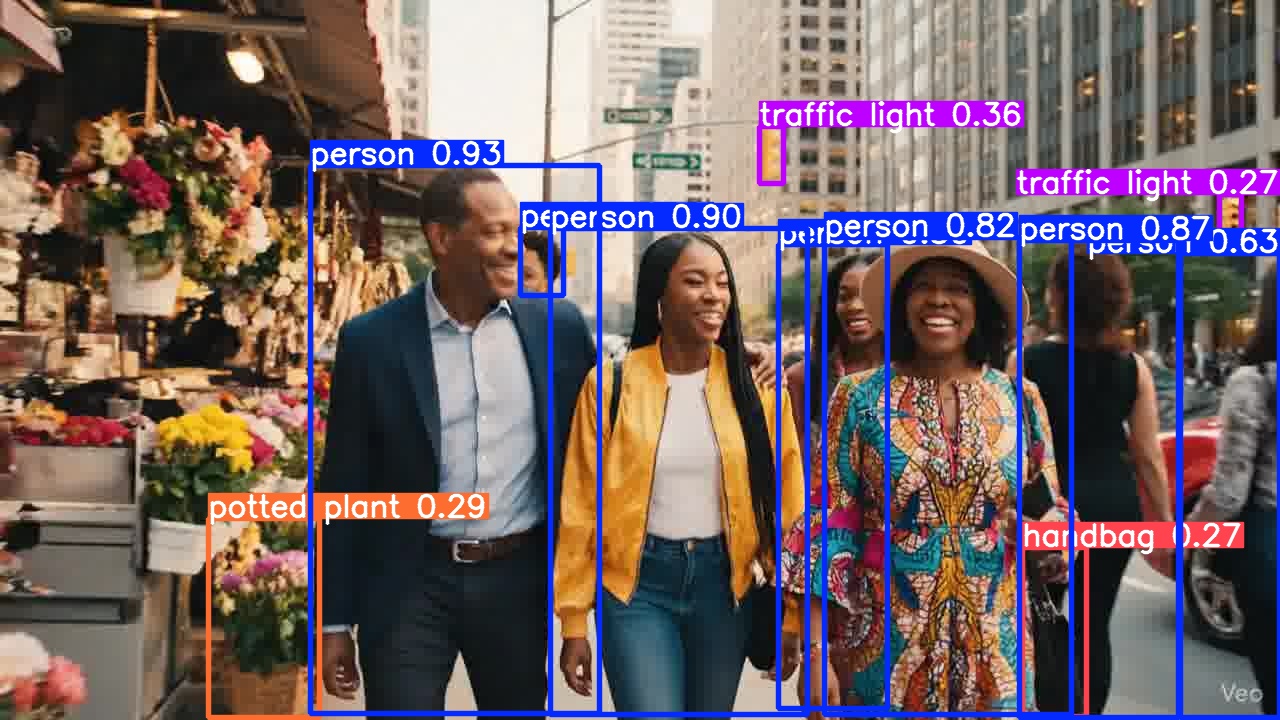 traffic light 0.36
person 0.93
traffic light 0.27
person 0.90
person 0.82
person 0.87
person 0.63
potted plant 0.29
handbag 0.27
Veo